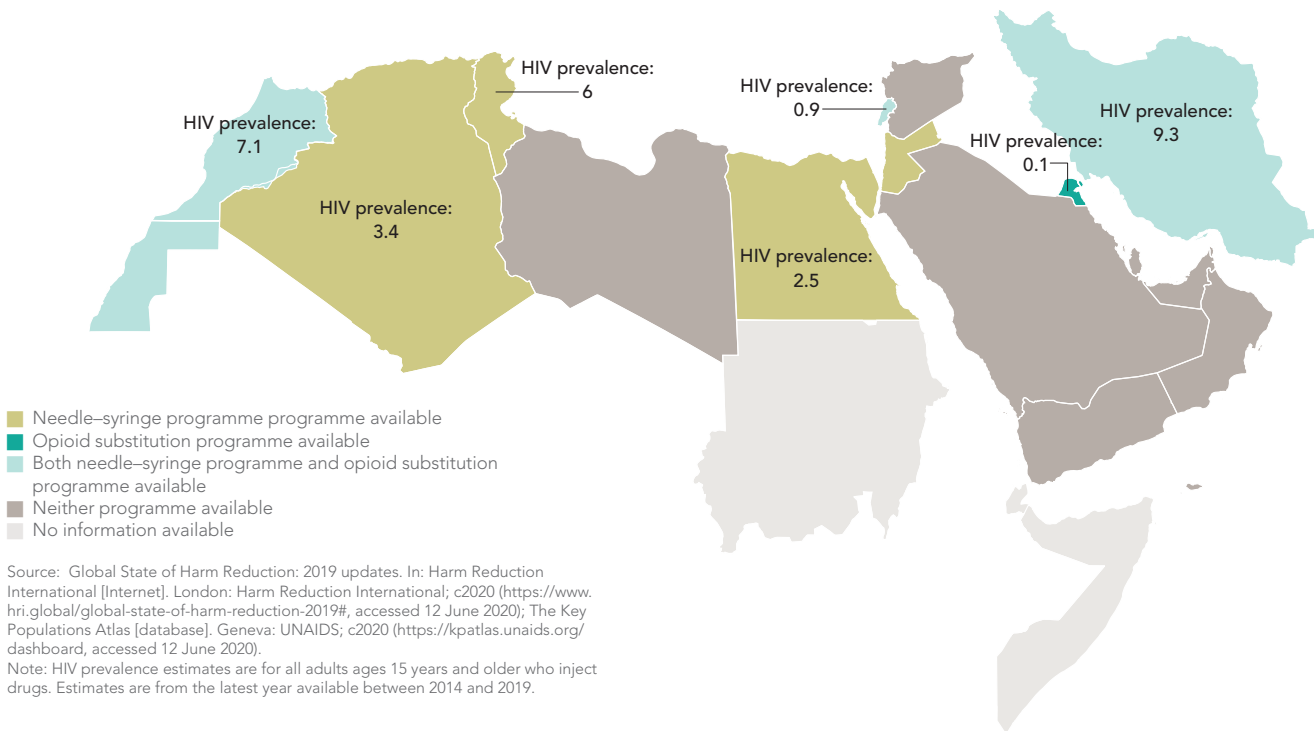 HIV prevalence:
6
HIV prevalence:
0.9
HIV prevalence:
9.3
HIV prevalence:
7.1
HIV prevalence:
0.1
HIV prevalence:
3.4
HIV prevalence:
2.5
Needle–syringe programme programme available
Opioid substitution programme available
Both needle–syringe programme and opioid substitution
programme available
Neither programme available
No information available
Source: Global State of Harm Reduction: 2019 updates. In: Harm Reduction
International [Internet]. London: Harm Reduction International; c2020 (https://www.
hri.global/global-state-of-harm-reduction-2019#, accessed 12 June 2020); The Key
Populations Atlas [database]. Geneva: UNAIDS; c2020 (https://kpatlas.unaids.org/
dashboard, accessed 12 June 2020).
Note: HIV prevalence estimates are for all adults ages 15 years and older who inject
drugs. Estimates are from the latest year available between 2014 and 2019.